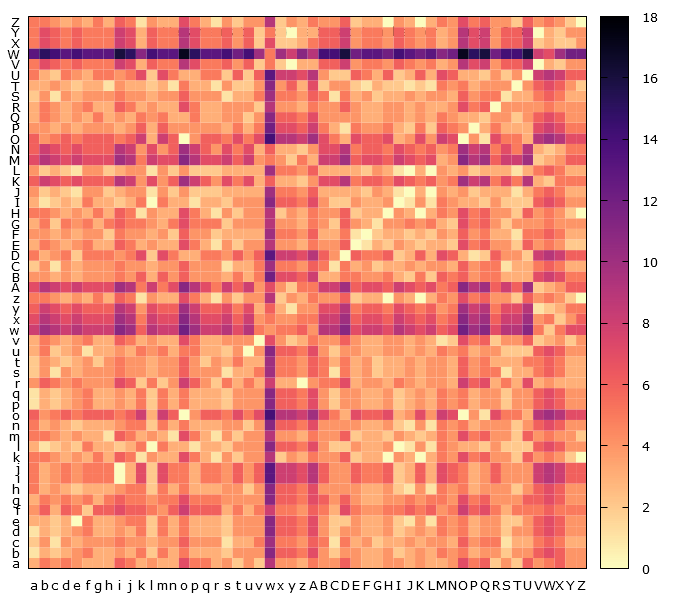 Z
Y
X
W
V
U
T
S
R
Q
P
O
N
M
L
K
J
I
H
G
F
E
D
C
B
A
z
y
x
w
v
u
t
s
r
q
p
o
n
m
l
k
j
i
h
g
f
e
d
c
b
a
a b c d e f g h i j k l m n o p q r s t u v w x y z A B C D E F G H I J K L M N O P Q R S T U V W X Y Z
18
16
14
12
10
8
6
4
2
0